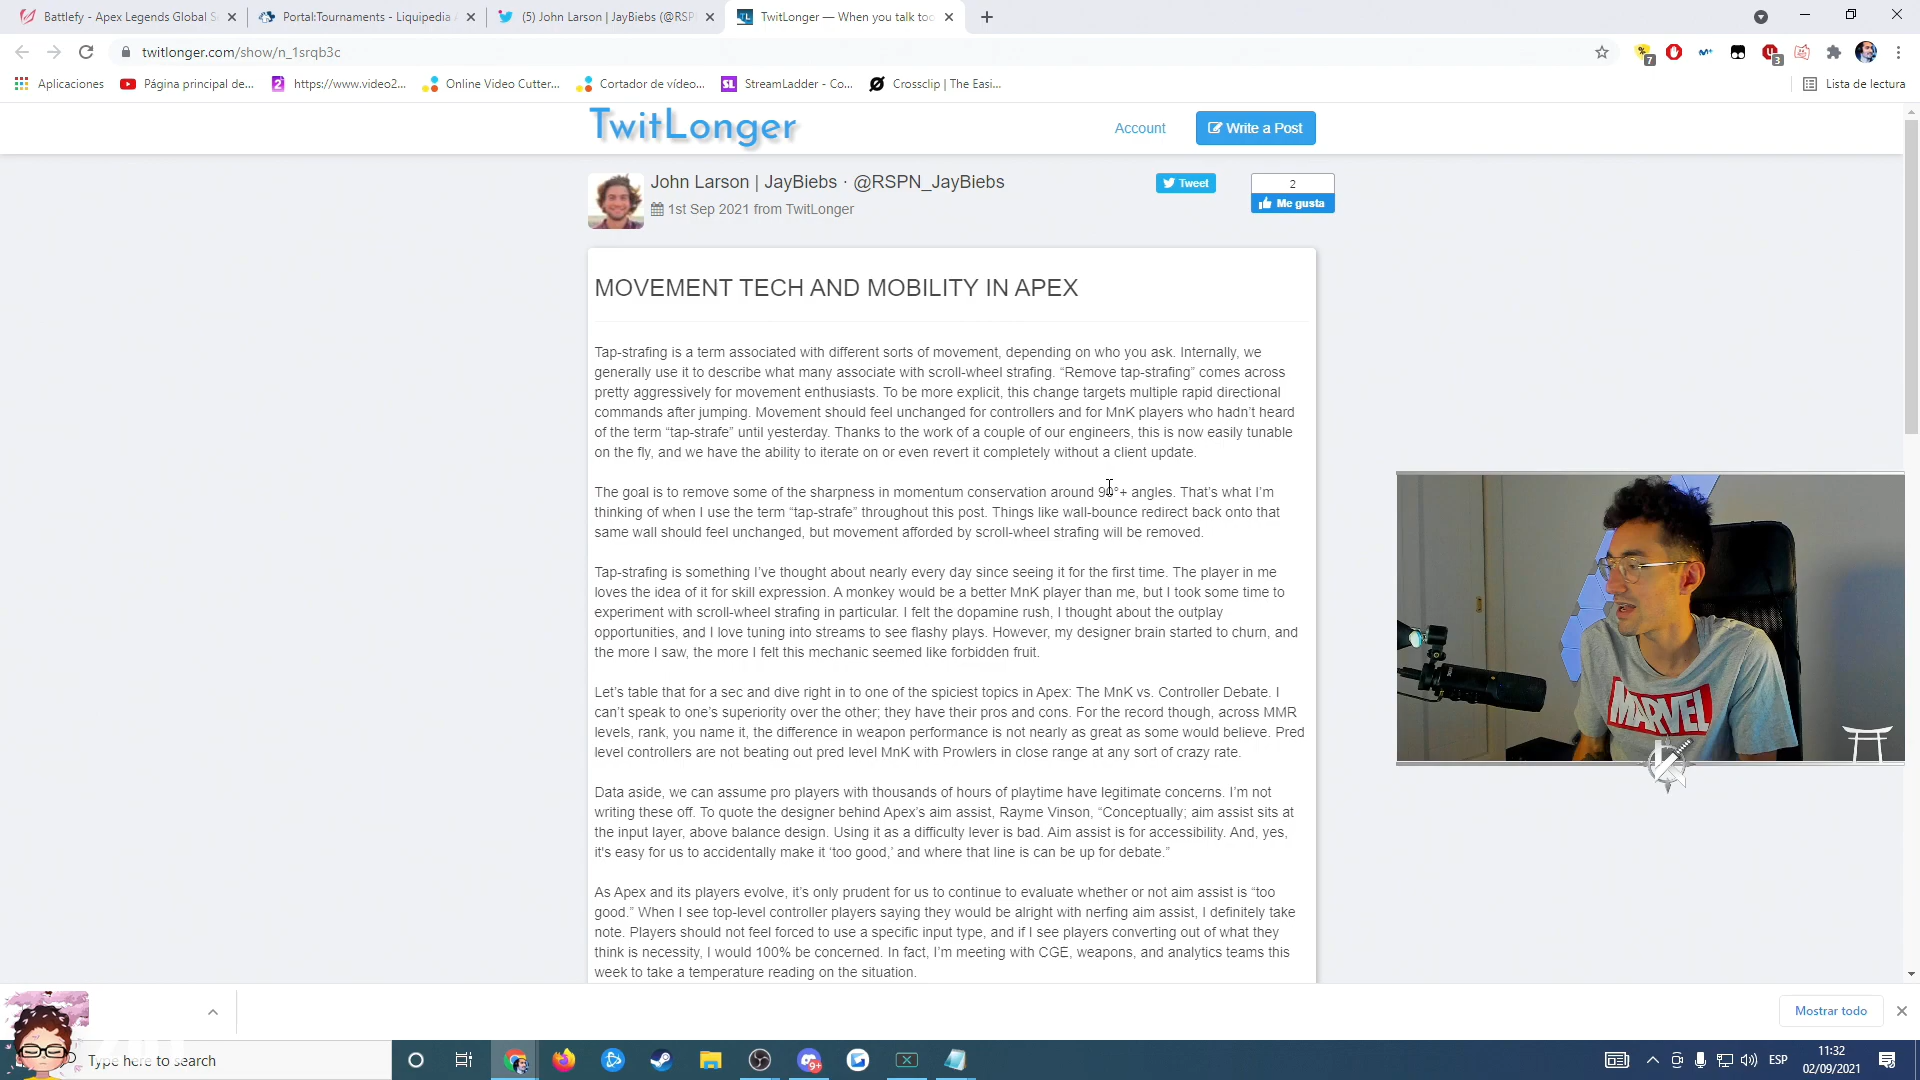 Battlefy - Apex Legends Global S
Portal:Tournaments - Liquipedia
(5) John Larson | JayBiebs (@RSP
TwitLonger — When you talk too
twitlonger.com/show/n_1srqb3c
7
3
Aplicaciones
Página principal de...
https://www.video2...
Online Video Cutter...
Cortador de vídeo...
StreamLadder - Co...
Crossclip | The Easi...
Lista de lectura
TwitLonger
Account
Write a Post
John Larson | JayBiebs · @RSPN_JayBiebs
1st Sep 2021 from TwitLonger
Tweet
2
Me gusta
MOVEMENT TECH AND MOBILITY IN APEX
Tap-strafing is a term associated with different sorts of movement, depending on who you ask. Internally, we
generally use it to describe what many associate with scroll-wheel strafing. “Remove tap-strafing” comes across
pretty aggressively for movement enthusiasts. To be more explicit, this change targets multiple rapid directional
commands after jumping. Movement should feel unchanged for controllers and for MnK players who hadn’t heard
of the term “tap-strafe” until yesterday. Thanks to the work of a couple of our engineers, this is now easily tunable
on the fly, and we have the ability to iterate on or even revert it completely without a client update.
The goal is to remove some of the sharpness in momentum conservation around 90°+ angles. That’s what I’m
thinking of when I use the term “tap-strafe” throughout this post. Things like wall-bounce redirect back onto that
same wall should feel unchanged, but movement afforded by scroll-wheel strafing will be removed.
Tap-strafing is something I’ve thought about nearly every day since seeing it for the first time. The player in me
loves the idea of it for skill expression. A monkey would be a better MnK player than me, but I took some time to
experiment with scroll-wheel strafing in particular. I felt the dopamine rush, I thought about the outplay
opportunities, and I love tuning into streams to see flashy plays. However, my designer brain started to churn, and
the more I saw, the more I felt this mechanic seemed like forbidden fruit.
Let’s table that for a sec and dive right in to one of the spiciest topics in Apex: The MnK vs. Controller Debate. I
can’t speak to one’s superiority over the other; they have their pros and cons. For the record though, across MMR
levels, rank, you name it, the difference in weapon performance is not nearly as great as some would believe. Pred
level controllers are not beating out pred level MnK with Prowlers in close range at any sort of crazy rate.
Data aside, we can assume pro players with thousands of hours of playtime have legitimate concerns. I’m not
writing these off. To quote the designer behind Apex’s aim assist, Rayme Vinson, “Conceptually; aim assist sits at
the input layer, above balance design. Using it as a difficulty lever is bad. Aim assist is for accessibility. And, yes,
it's easy for us to accidentally make it ‘too good,’ and where that line is can be up for debate.”
As Apex and its players evolve, it’s only prudent for us to continue to evaluate whether or not aim assist is “too
good.” When I see top-level controller players saying they would be alright with nerfing aim assist, I definitely take
note. Players should not feel forced to use a specific input type, and if I see players converting out of what they
think is necessity, I would 100% be concerned. In fact, I’m meeting with CGE, weapons, and analytics teams this
week to take a temperature reading on the situation.
MARVEL
Mostrar todo
Type here to search
ESP
11:32
02/09/2021